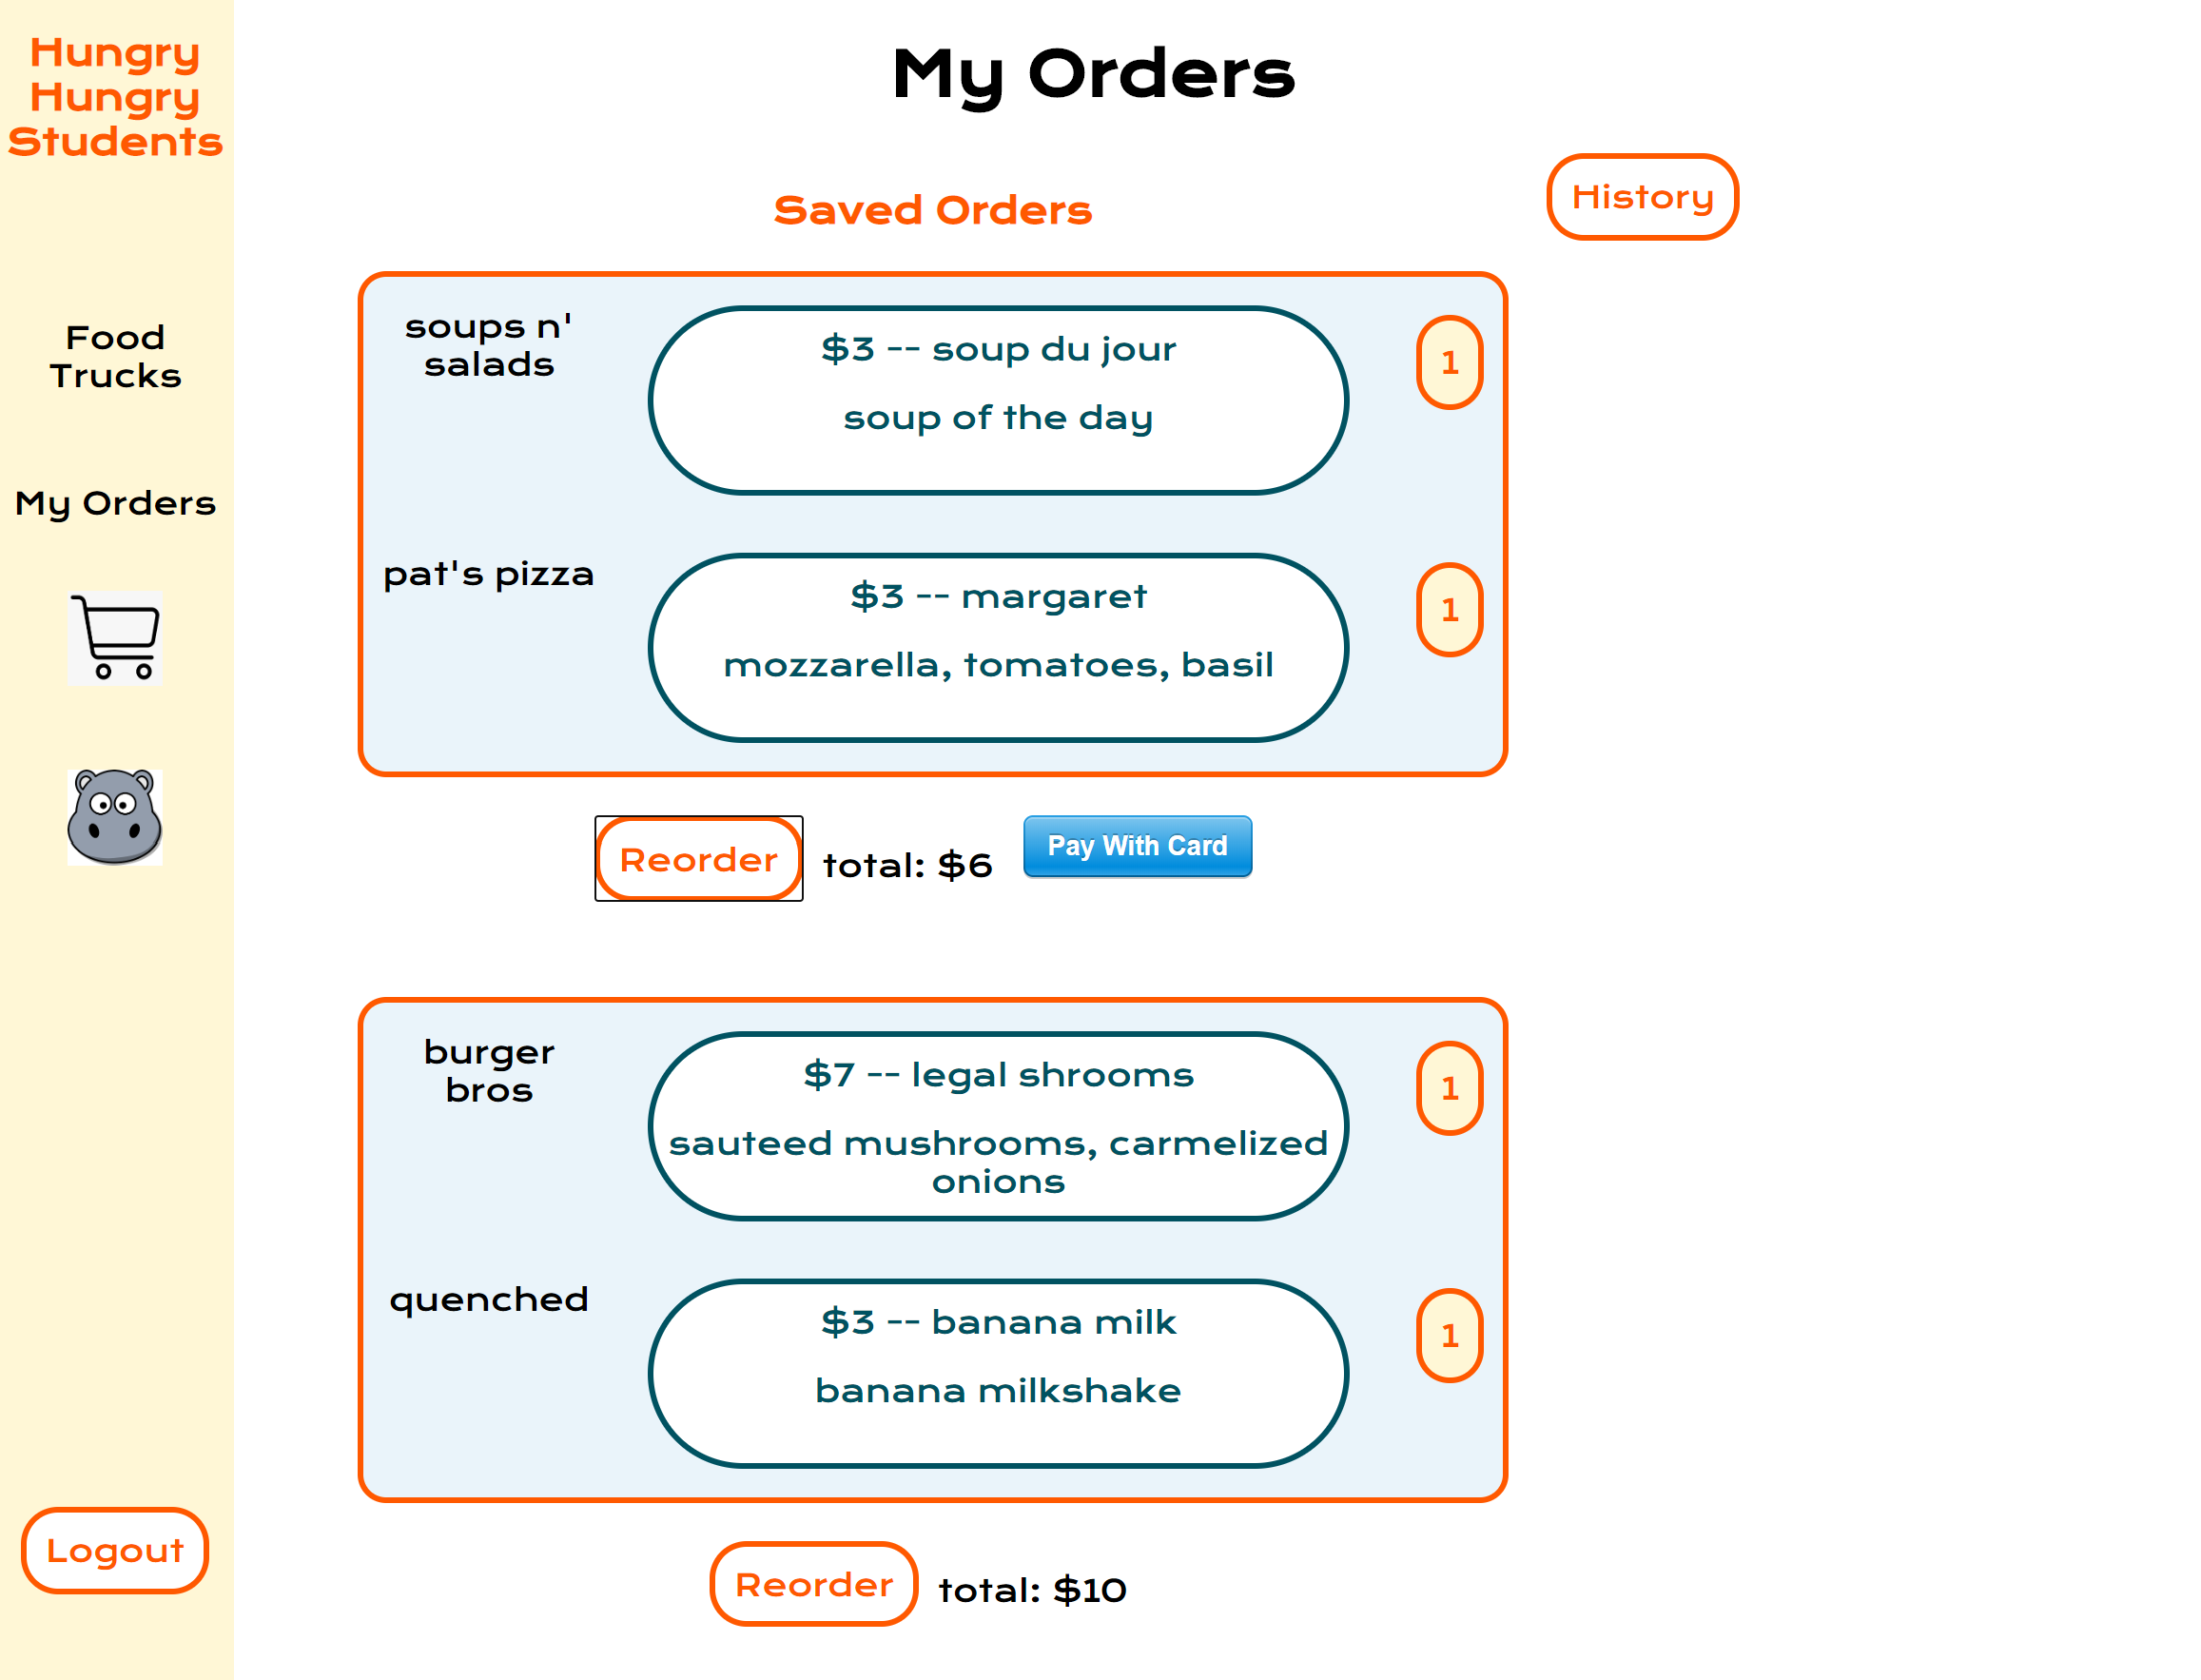 Hungry
Hungry
Students
Food
Trucks
My Orders
Logout
My Orders
Saved Orders
History
soups n'
salads
$3 -- soup du jour
soup of the day
1
pat's pizza
$3 -- margaret
mozzarella, tomatoes, basil
1
Reorder
total: $6
Pay With Card
burger
bros
$7 -- legal shrooms
sauteed mushrooms, carmelized
onions
1
quenched
$3 -- banana milk
banana milkshake
1
Reorder
total: $10